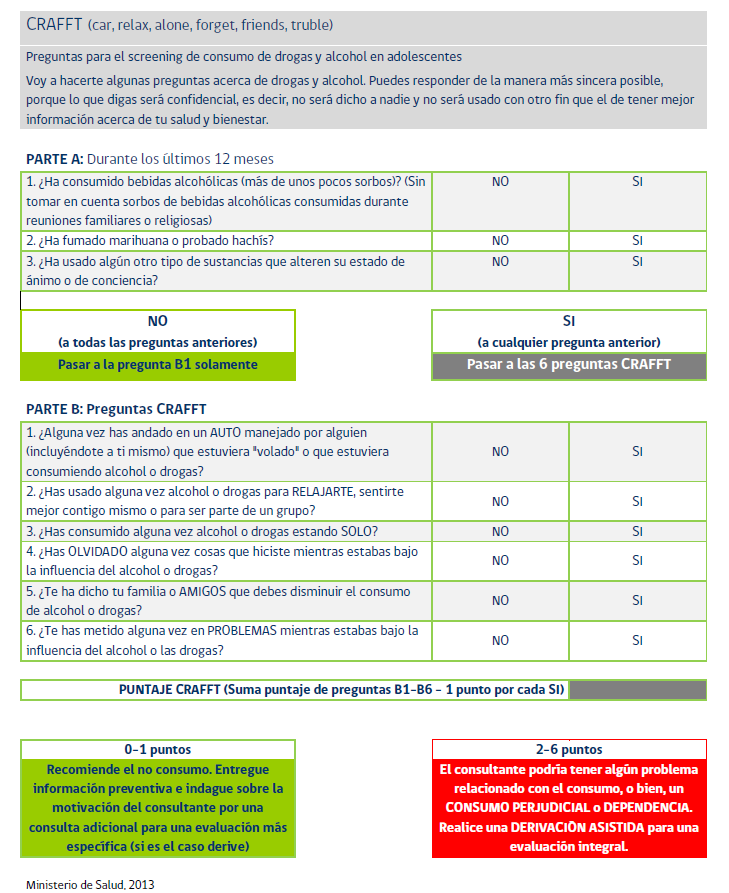 CRAFFT (car, relax, alone, forget, friends, truble)
Preguntas para el screening de consumo de drogas y alcohol en adolescentes
Voy a hacerte algunas preguntas acerca de drogas y alcohol. Puedes responder de la manera más sincera posible,
porque lo que digas será confidencial, es decir, no será dicho a nadie y no será usado con otro fin que el de tener mejor
información acerca de tu salud y bienestar.
PARTE A: Durante los últimos 12 meses
1. ¿Ha consumido bebidas alcohólicas (más de unos pocos sorbos)? (Sin
tomar en cuenta sorbos de bebidas alcohólicas consumidas durante
reuniones familiares o religiosas)
NO
SI
2. ¿Ha fumado marihuana o probado hachís?
NO
SI
3. ¿Ha usado algún otro tipo de sustancias que alteren su estado de
ánimo o de conciencia?
NO
SI
NO
(a todas las preguntas anteriores)
Pasar a la pregunta B1 solamente
SI
(a cualquier pregunta anterior)
Pasar a las 6 preguntas CRAFFT
PARTE B: Preguntas CRAFFT
1. ¿Alguna vez has andado en un AUTO manejado por alguien
(incluyéndote a ti mismo) que estuviera "volado" o que estuviera
consumiendo alcohol o drogas?
NO
SI
2. ¿Has usado alguna vez alcohol o drogas para RELAJARTE, sentirte
mejor contigo mismo o para ser parte de un grupo?
NO
SI
3. ¿Has consumido alguna vez alcohol o drogas estando SOLO?
NO
SI
4. ¿Has OLVIDADO alguna vez cosas que hiciste mientras estabas bajo
la influencia del alcohol o drogas?
NO
SI
5. ¿Te ha dicho tu familia o AMIGOS que debes disminuir el consumo
de alcohol o drogas?
NO
SI
6. ¿Te has metido alguna vez en PROBLEMAS mientras estabas bajo la
influencia del alcohol o las drogas?
NO
SI
PUNTAJE CRAFFT (Suma puntaje de preguntas B1-B6 - 1 punto por cada SI)
0-1 puntos
Recomiende el no consumo. Entregue
información preventiva e indague sobre la
motivación del consultante por una
consulta adicional para una evaluación más
específica (si es el caso derive)
2-6 puntos
El consultante podría tener algún problema
relacionado con el consumo, o bien, un
CONSUMO PERJUDICIAL o DEPENDENCIA.
Realice una DERIVACIÓN ASISTIDA para una
evaluación integral.
Ministerio de Salud, 2013